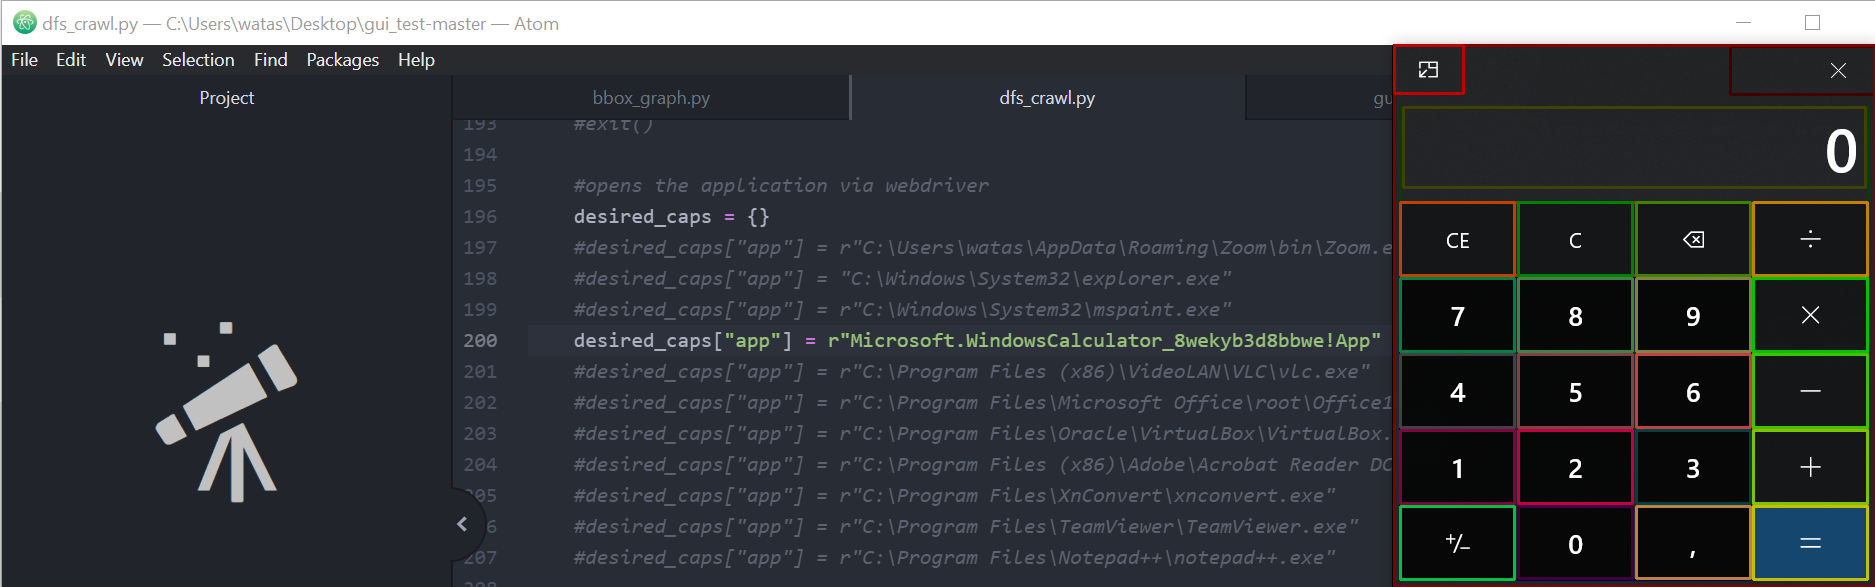 dfs_crawl.py — C:\Users\watas\Desktop\gui_test-master — Atom
File Edit View Selection Find Packages Help
Project
bbox_graph.py
dfs_crawl.py
gu
193 #exit()
194
195 #opens the application via webdriver
196 desired_caps = {}
197 #desired_caps["app"] = r"C:\Users\watas\AppData\Roaming\Zoom\bin\Zoom.e
198 #desired_caps["app"] = "C:\Windows\System32\explorer.exe"
199 #desired_caps["app"] = r"C:\Windows\System32\mspaint.exe"
200 desired_caps["app"] = r"Microsoft.WindowsCalculator_8wekyb3d8bbwe!App"
201 #desired_caps["app"] = r"C:\Program Files (x86)\VideoLAN\VLC\vlc.exe"
202 #desired_caps["app"] = r"C:\Program Files\Microsoft Office\root\Office1
203 #desired_caps["app"] = r"C:\Program Files\Oracle\VirtualBox\VirtualBox.
204 #desired_caps["app"] = r"C:\Program Files (x86)\Adobe\Acrobat Reader DC
205 #desired_caps["app"] = r"C:\Program Files\XnConvert\xnconvert.exe"
6 #desired_caps["app"] = r"C:\Program Files\TeamViewer\TeamViewer.exe"
207 #desired_caps["app"] = r"C:\Program Files\Notepad++\notepad++.exe"
0
CE C ÷
7 8 9 ×
4 5 6 −
1 2 3 +
+/− 0 , =